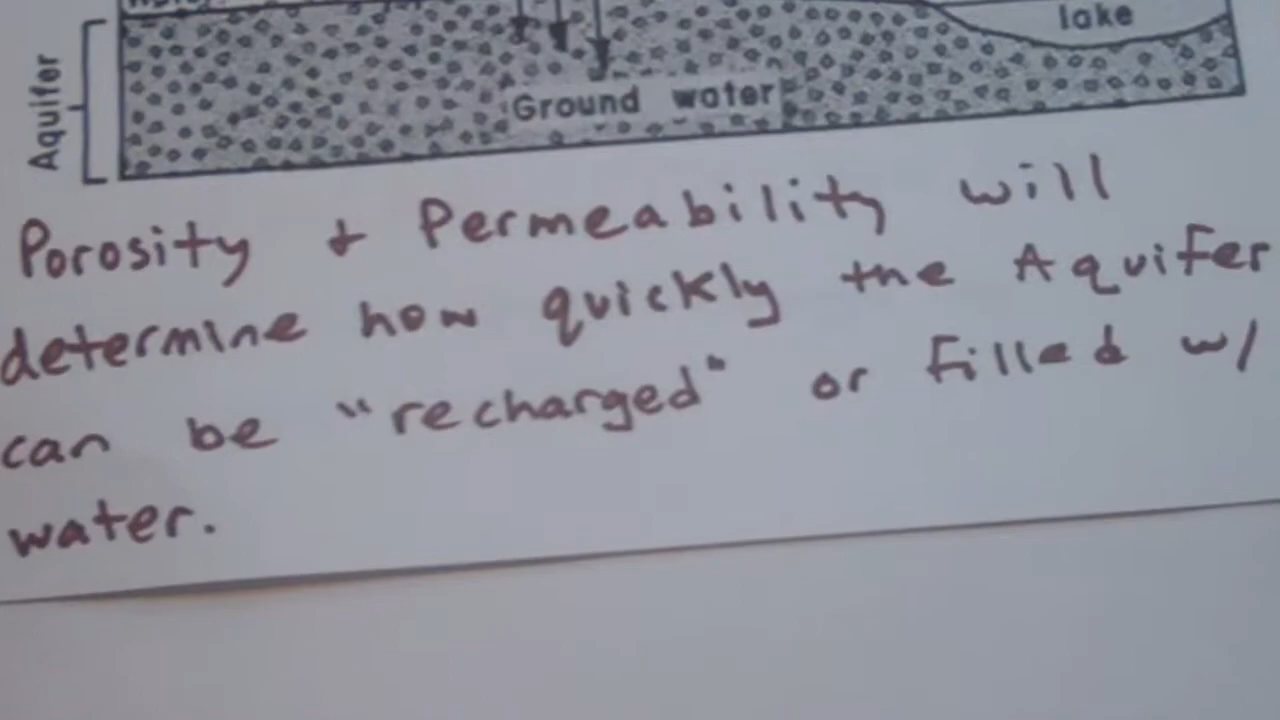 lake
Aquifer
Ground water
Porosity + Permeability will
determine how quickly the Aquifer
can be "recharged" or filled w/
water.